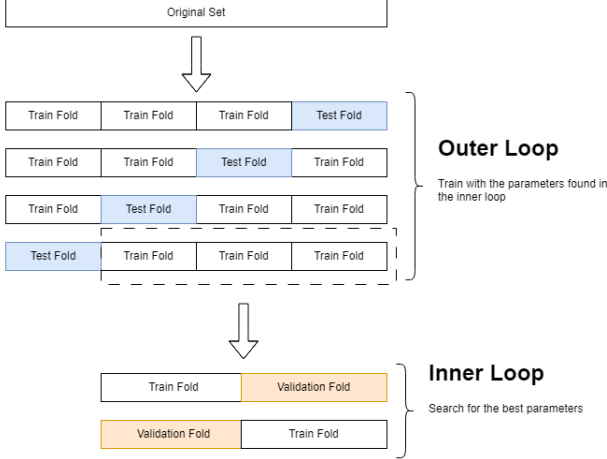 Original Set
Train Fold Train Fold Train Fold Test Fold
Outer Loop
Train Fold Train Fold Test Fold Train Fold
Train with the parameters found in
the inner loop
Train Fold Test Fold Train Fold Train Fold
Test Fold Train Fold Train Fold Train Fold
Inner Loop
Train Fold Validation Fold
Search for the best parameters
Validation Fold Train Fold